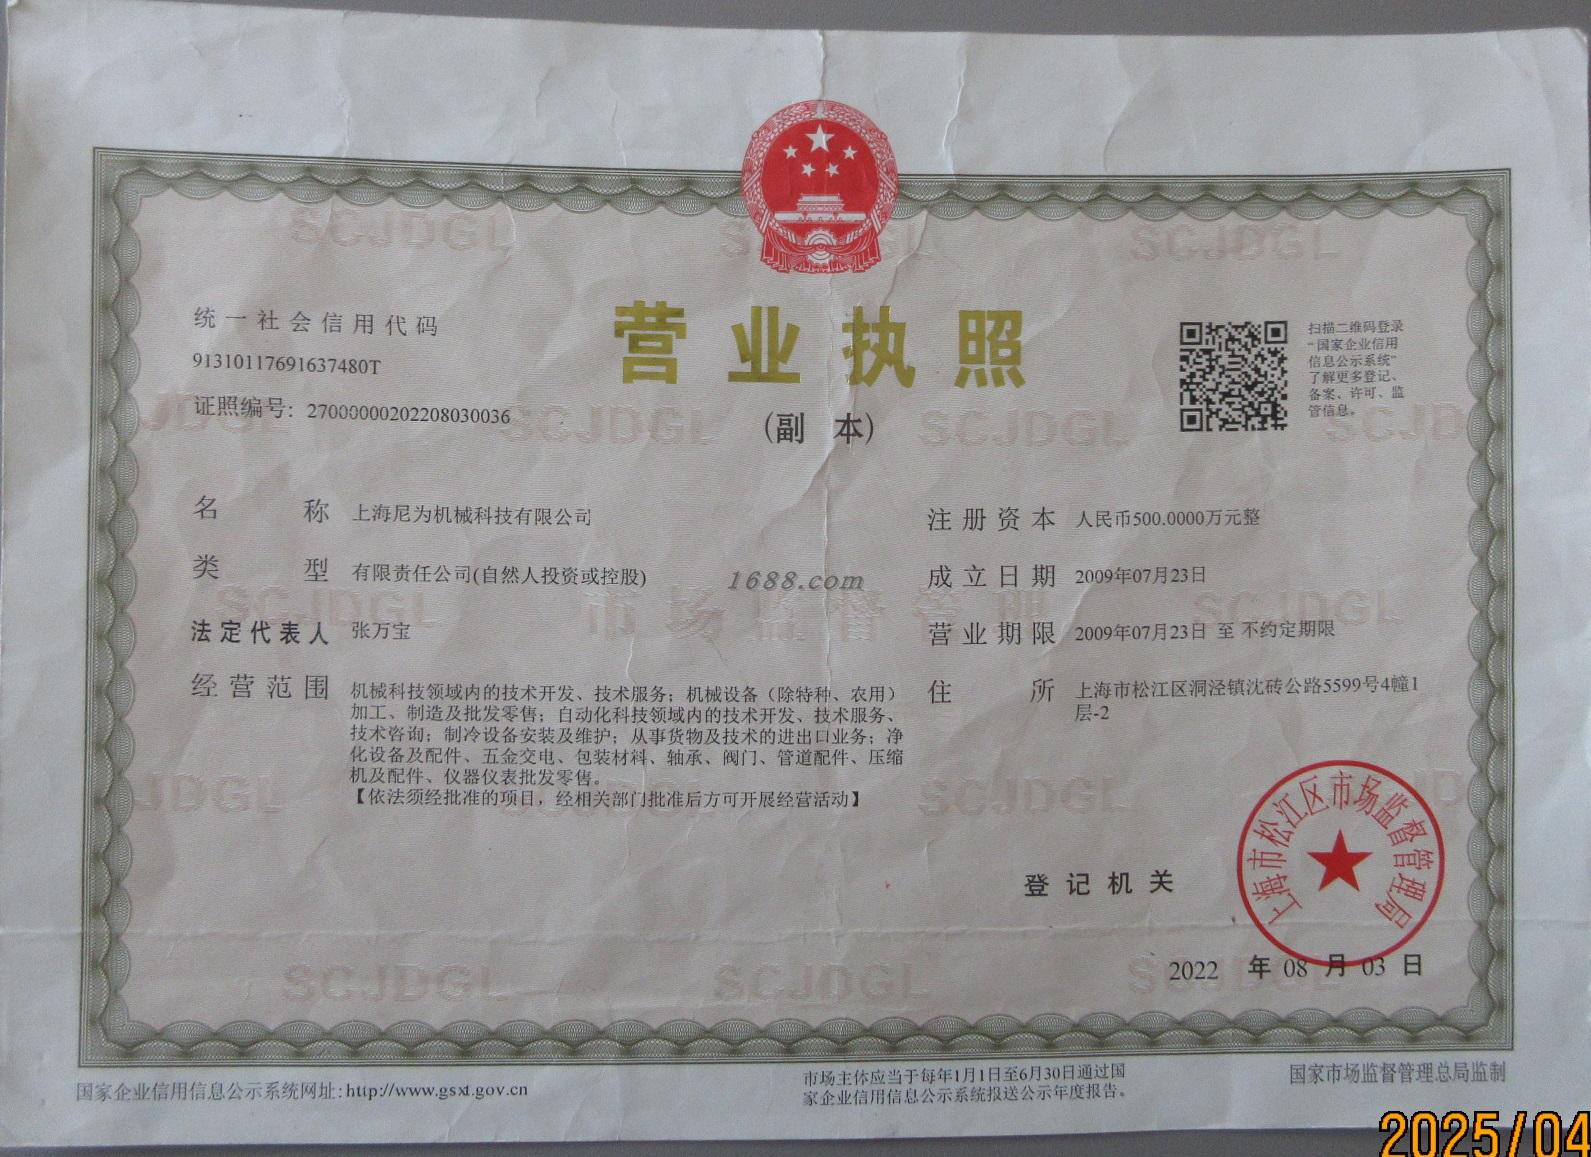 统一社会信用代码
91310117691637480T
证照编号：27000000202208030036
营业执照
（副 本）
扫描二维码登录
“国家企业信用
信息公示系统”
了解更多登记、
备案、许可、监
管信息。
名 称 上海尼为机械科技有限公司
类 型 有限责任公司(自然人投资或控股)
法定代表人 张万宝
经营范围 机械科技领域内的技术开发、技术服务；机械设备（除特种、农用）
加工、制造及批发零售；自动化科技领域内的技术开发、技术服务、
技术咨询；制冷设备安装及维护；从事货物及技术的进出口业务；净
化设备及配件、五金交电、包装材料、轴承、阀门、管道配件、压缩
机及配件、仪器仪表批发零售。
【依法须经批准的项目，经相关部门批准后方可开展经营活动】
注册资本 人民币500.0000万元整
成立日期 2009年07月23日
营业期限 2009年07月23日 至 不约定期限
住 所 上海市松江区洞泾镇沈砖公路5599号4幢1
层-2
1688.com
登记机关
上海市松江区市场监督管理局
2022 年 08 月 03 日
国家企业信用信息公示系统网址：http://www.gsxt.gov.cn
市场主体应当于每年1月1日至6月30日通过国
家企业信用信息公示系统报送公示年度报告。
国家市场监督管理总局监制
SCJDGL
市场监督管理
2025/04